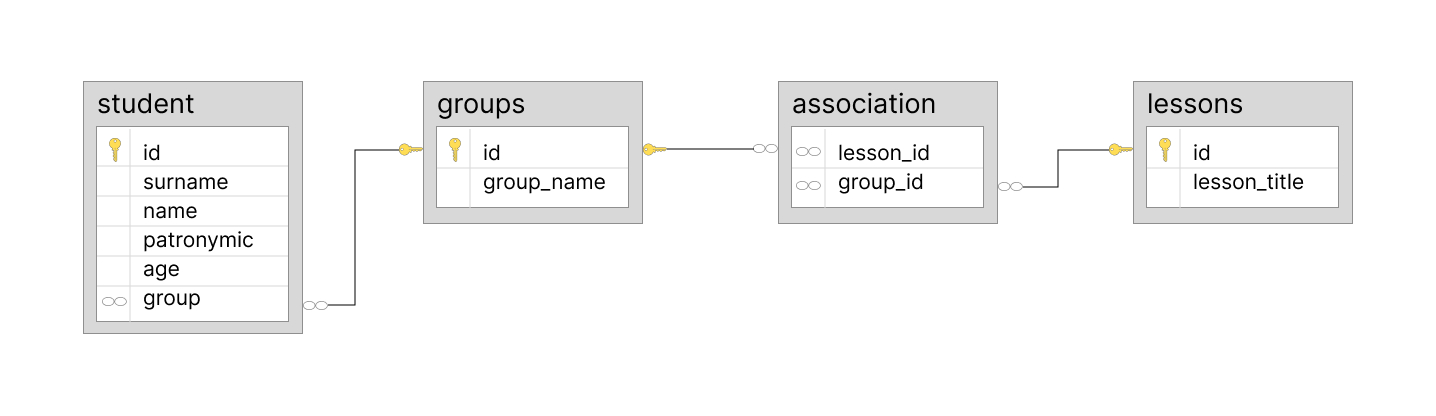 student
id
surname
name
patronymic
age
group
groups
id
group_name
association
lesson_id
group_id
lessons
id
lesson_title